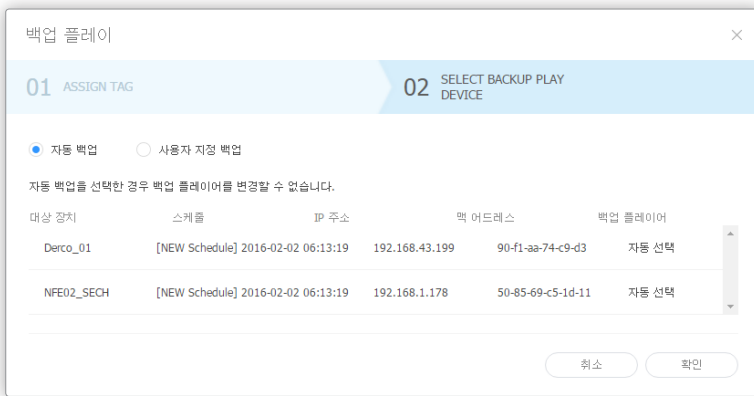 백업 플레이
01 ASSIGN TAG
02 SELECT BACKUP PLAY
DEVICE
자동 백업 사용자 지정 백업
자동 백업을 선택한 경우 백업 플레이어를 변경할 수 없습니다.
대상 장치 스케줄 IP 주소 맥 어드레스 백업 플레이어
Derco_01 [NEW Schedule] 2016-02-02 06:13:19 192.168.43.199 90-f1-aa-74-c9-d3 자동 선택
NFE02_SECH [NEW Schedule] 2016-02-02 06:13:19 192.168.1.178 50-85-69-c5-1d-11 자동 선택
취소 확인